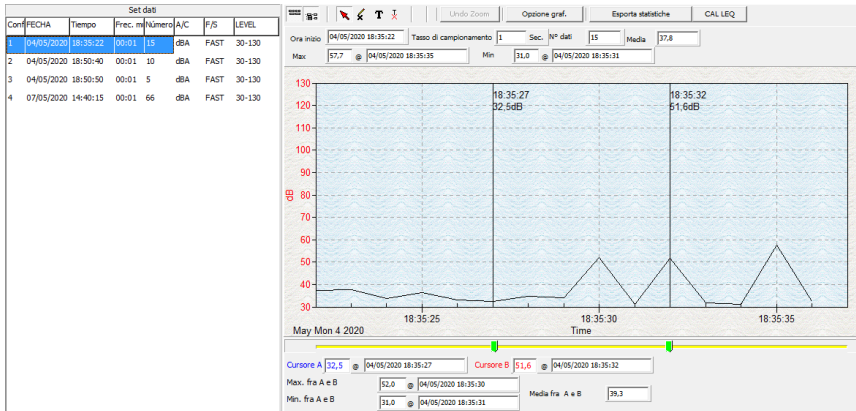 Set dati
Conf FECHA Tiempo Frec. m Número A/C F/S LEVEL
1 04/05/2020 18:35:22 00:01 15 dBA FAST 30-130
2 04/05/2020 18:50:40 00:01 10 dBA FAST 30-130
3 04/05/2020 18:50:50 00:01 5 dBA FAST 30-130
4 07/05/2020 14:40:15 00:01 66 dBA FAST 30-130
T Undo Zoom Opzione graf. Esporta statistiche CAL LEQ
Ora inizio 04/05/2020 18:35:22 Tasso di campionamento 1 Sec. N° dati 15 Media 37,8
Max 57,7 @ 04/05/2020 18:35:35 Min 31,0 @ 04/05/2020 18:35:31
130
18:35:27 18:35:32
32,5dB 51,6dB
120
110
100
90
dB
80
70
60
50
40
30
18:35:25 18:35:30 18:35:35
May Mon 4 2020 Time
Cursore A 32,5 @ 04/05/2020 18:35:27 Cursore B 51,6 @ 04/05/2020 18:35:32
Max. fra A e B 52,0 @ 04/05/2020 18:35:30
Media fra A e B 39,3
Min. fra A e B 31,0 @ 04/05/2020 18:35:31